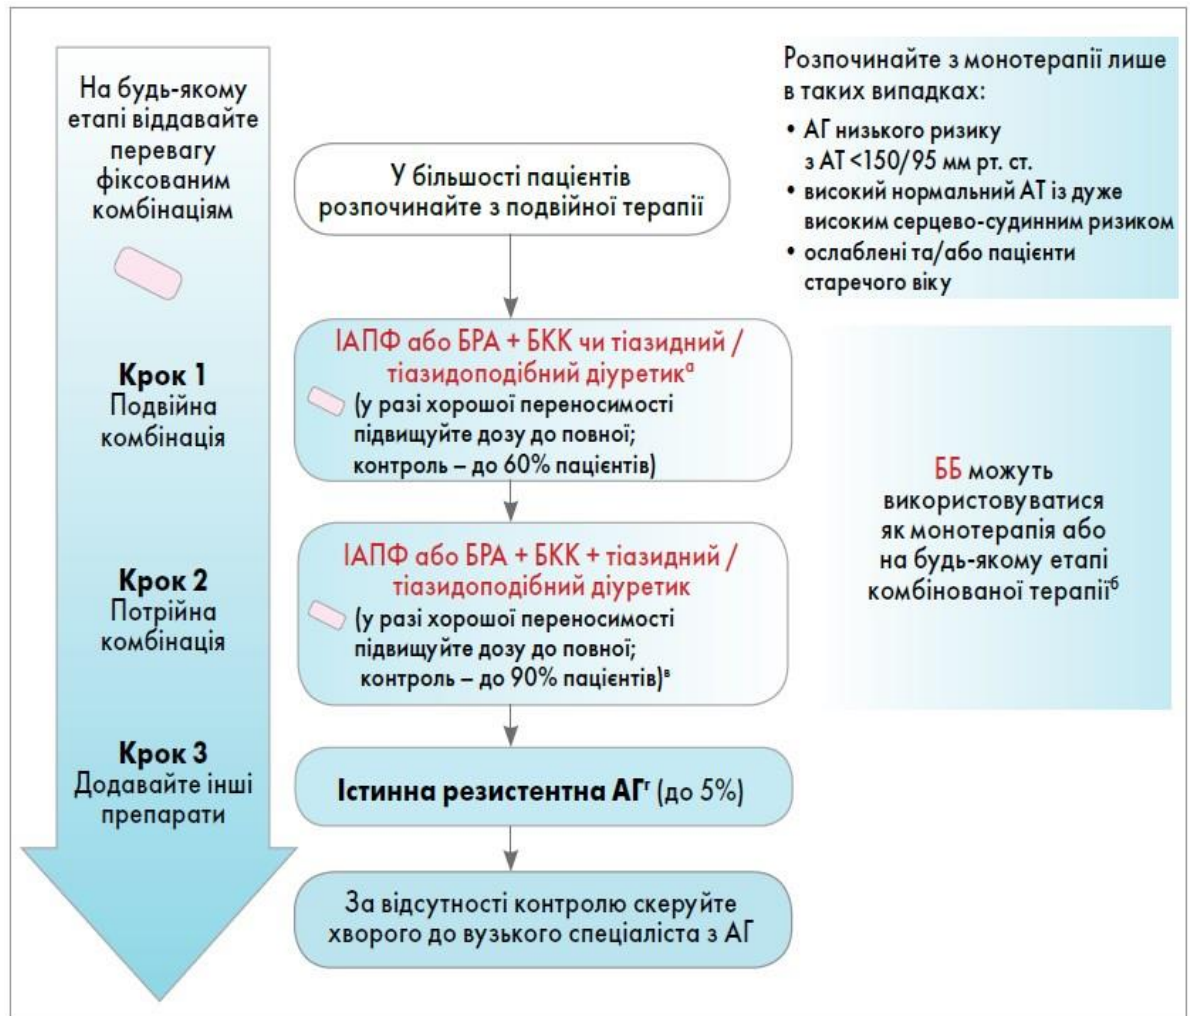 На будь-якому
етапі віддавайте
перевагу
фіксованим
комбінаціям
Крок 1
Подвійна
комбінація
Крок 2
Потрійна
комбінація
Крок 3
Додавайте інші
препарати
У більшості пацієнтів
розпочинайте з подвійної терапії
ІАПФ або БРА + БКК чи тіазидний /
тіазидоподібний діуретикᵃ
(у разі хорошої переносимості
підвищуйте дозу до повної;
контроль – до 60% пацієнтів)
ІАПФ або БРА + БКК + тіазидний /
тіазидоподібний діуретик
(у разі хорошої переносимості
підвищуйте дозу до повної;
контроль – до 90% пацієнтів)�в
Істинна резистентна АГг (до 5%)
За відсутності контролю скеруйте
хворого до вузького спеціаліста з АГ
Розпочинайте з монотерапії лише
в таких випадках:
• АГ низького ризику
з АТ <150/95 мм рт. ст.
• високий нормальний АТ із дуже
високим серцево-судинним ризиком
• ослаблені та/або пацієнти
старечого віку
ББ можуть
використовуватися
як монотерапія або
на будь-якому етапі
комбінованої терапіїб